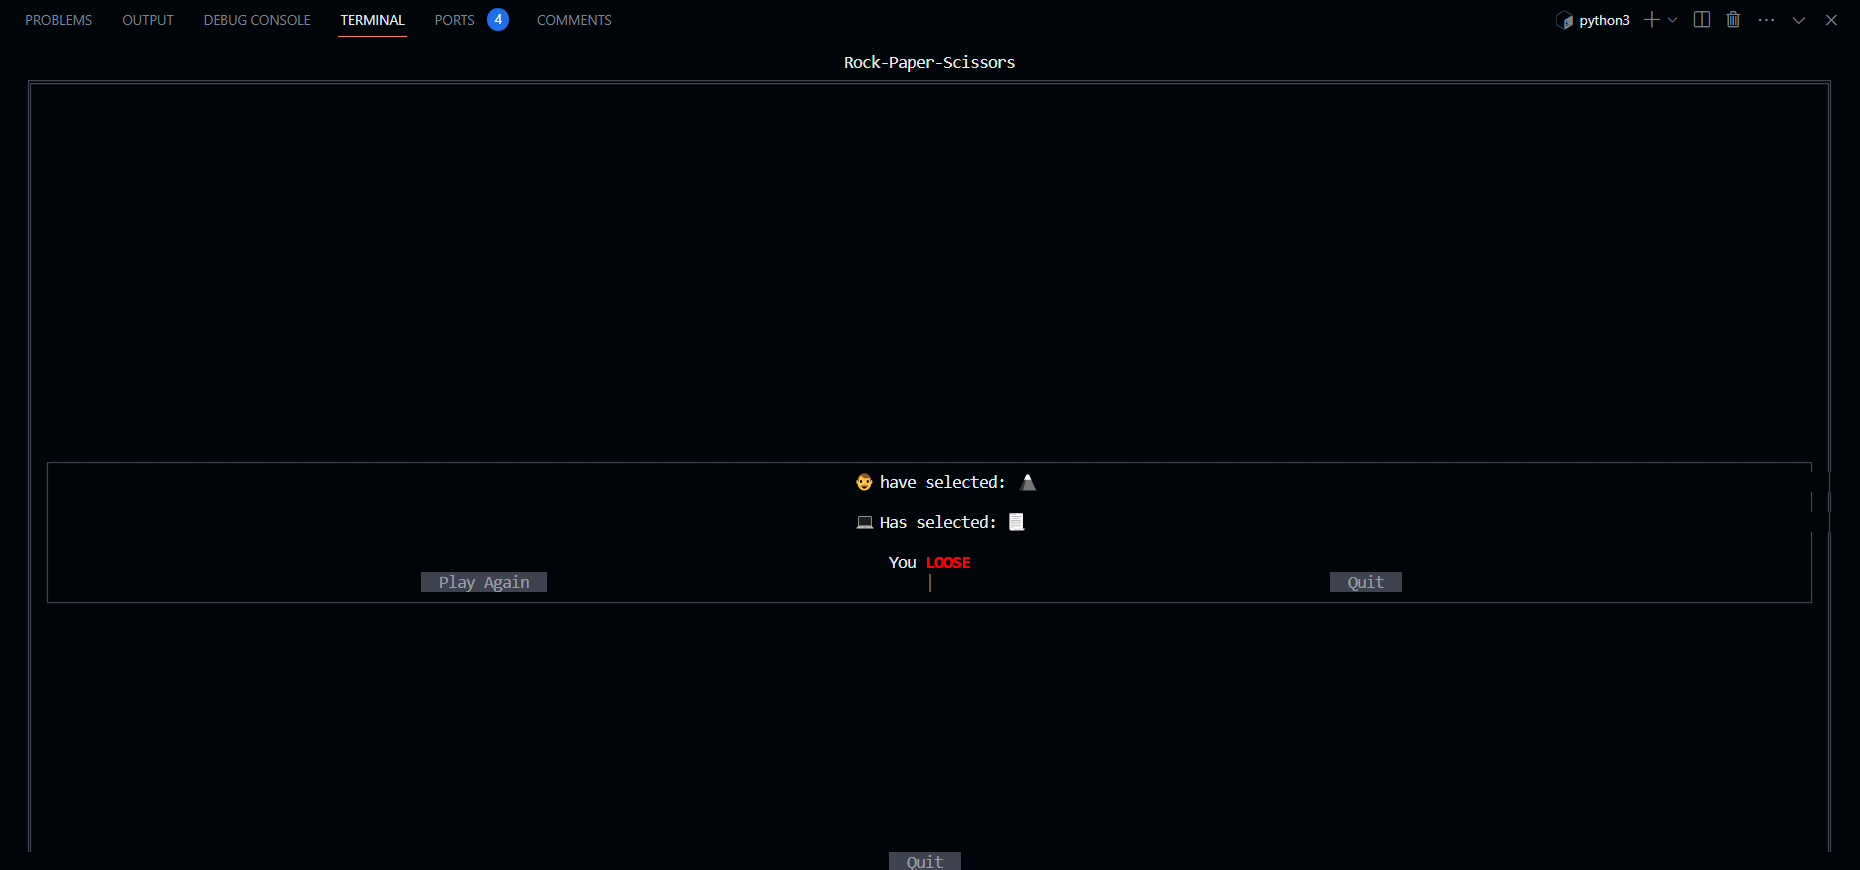 PROBLEMS OUTPUT DEBUG CONSOLE TERMINAL PORTS 4 COMMENTS python3
Rock-Paper-Scissors
have selected:
Has selected:
You LOOSE
Play Again Quit
Quit